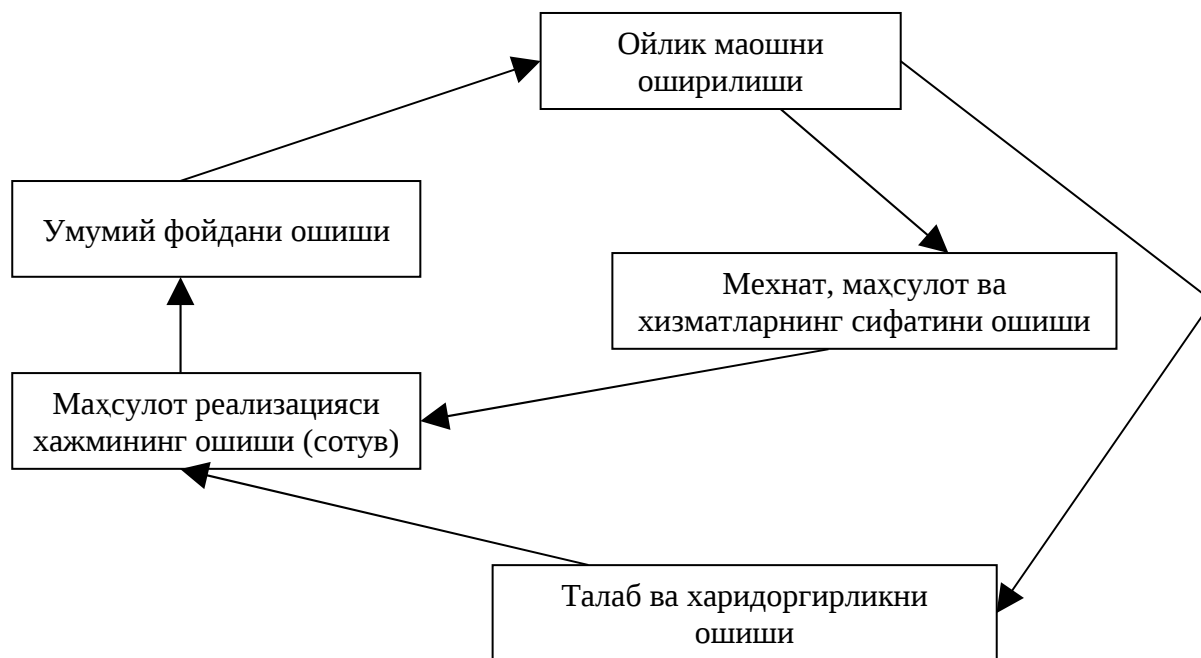 Ойлик маошни
оширилиши
Умумий фойдани ошиши
Мехнат, маҳсулот ва
хизматларнинг сифатини ошиши
Маҳсулот реализацияси
хажмининг ошиши (сотув)
Талаб ва харидоргирликни
ошиши